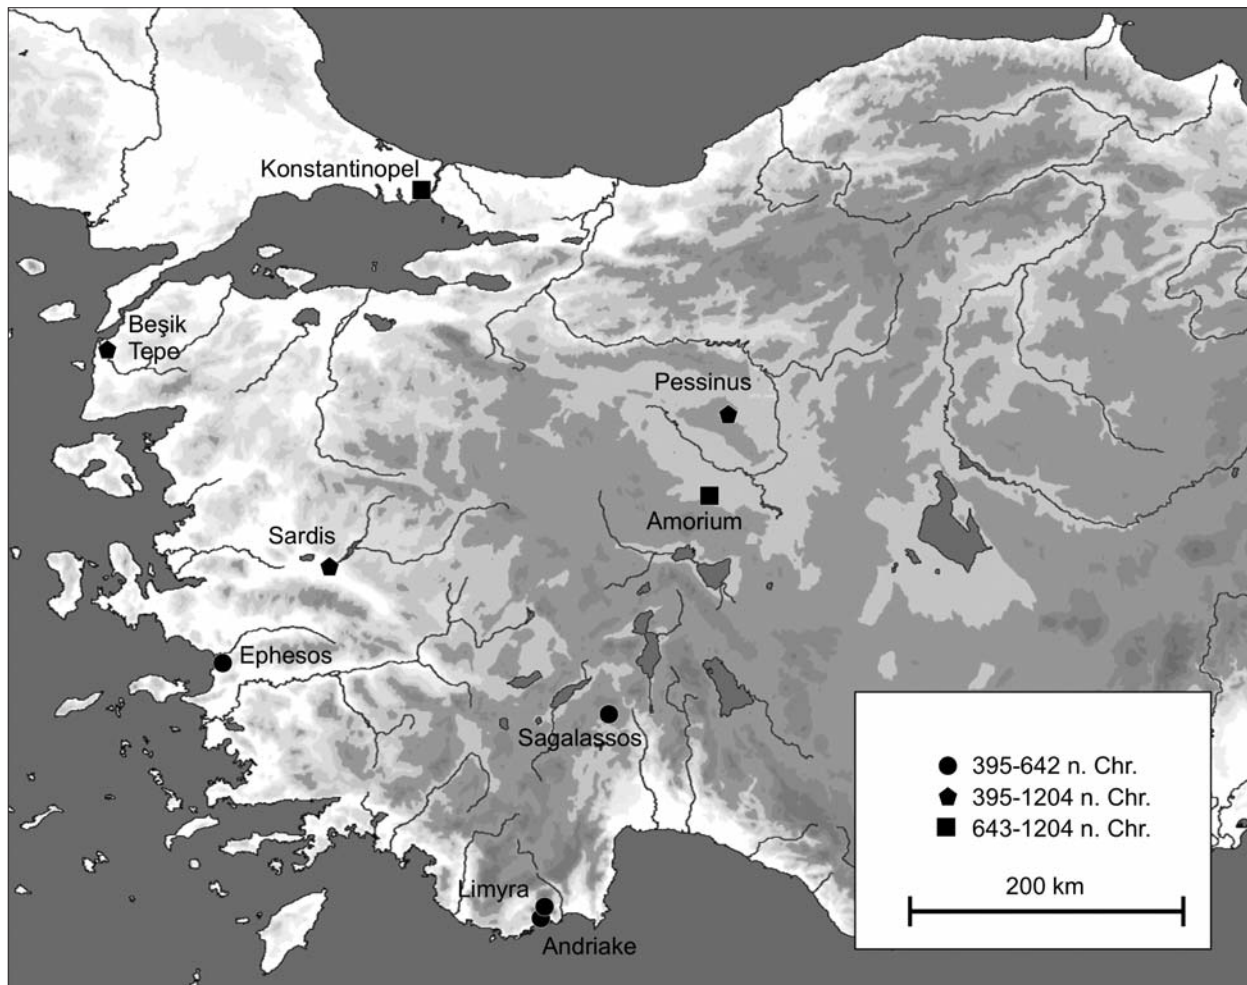 Konstantinopel
Beşik
Tepe
Pessinus
Amorium
Sardis
Ephesos
Sagalassos
Limyra
Andriake
395-642 n. Chr.
395-1204 n. Chr.
643-1204 n. Chr.
200 km